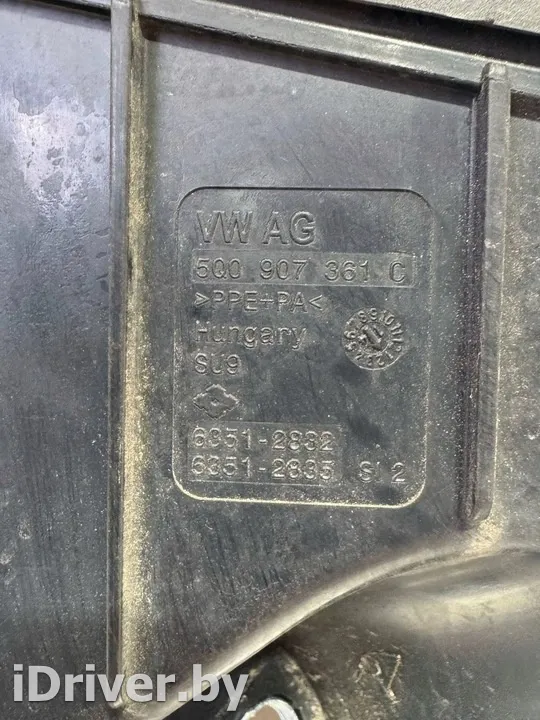 VW AG
5Q0 907 361 C
>PPE+PA<
Hungary
SU9
6351-2832
6351-2835 SI 2
iDriver.by